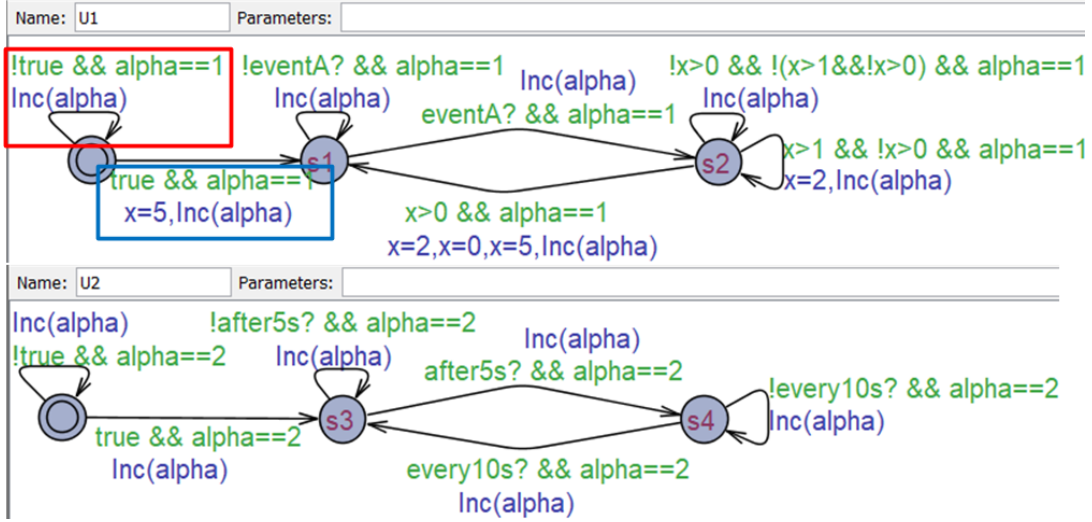 Name: U1 Parameters:
!true && alpha==1 !eventA? && alpha==1 Inc(alpha) !x>0 && !(x>1&&!x>0) && alpha==1
Inc(alpha) Inc(alpha) eventA? && alpha==1 Inc(alpha)
s1 s2 x>1 && !x>0 && alpha==1
true && alpha==1 x=2,Inc(alpha)
x=5,Inc(alpha) x>0 && alpha==1
x=2,x=0,x=5,Inc(alpha)
Name: U2 Parameters:
Inc(alpha) !after5s? && alpha==2 Inc(alpha)
!true && alpha==2 Inc(alpha) after5s? && alpha==2
s3 s4 !every10s? && alpha==2
true && alpha==2 Inc(alpha)
Inc(alpha) every10s? && alpha==2
Inc(alpha)